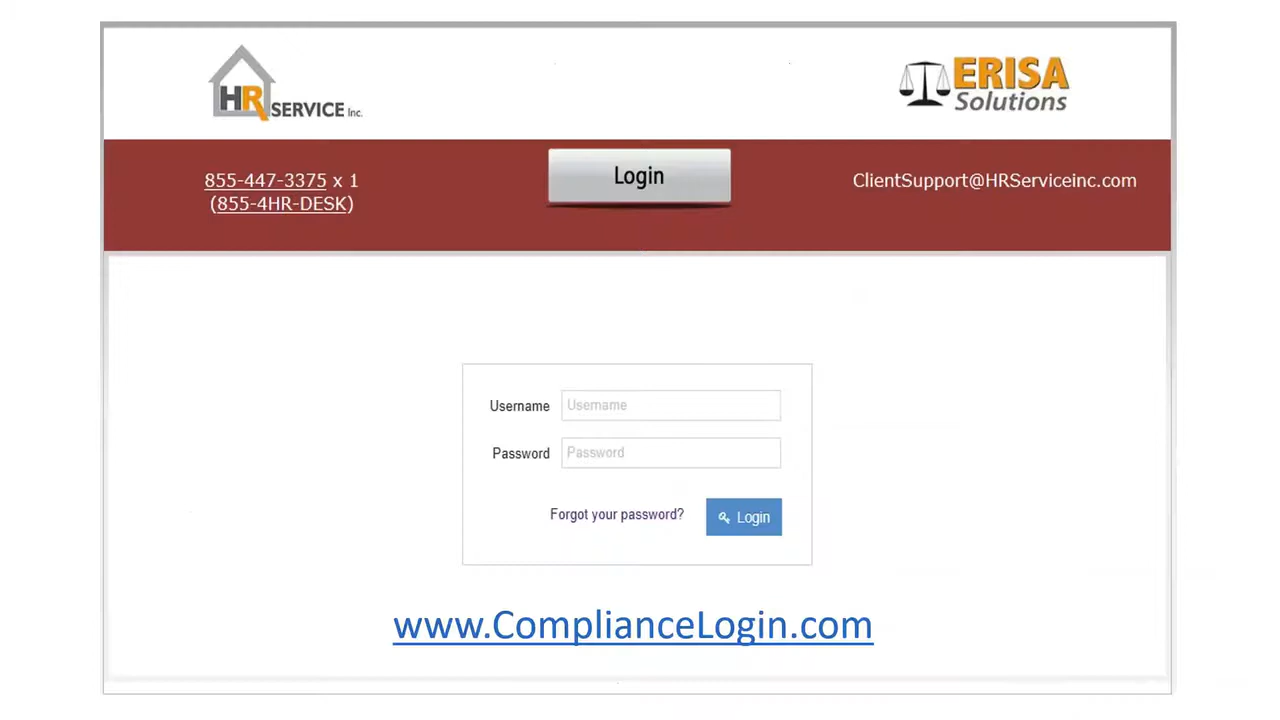 HR SERVICE Inc.
ERISA
Solutions
855-447-3375 x 1
(855-4HR-DESK)
Login
ClientSupport@HRServiceinc.com
Username Username
Password Password
Forgot your password? Login
www.ComplianceLogin.com